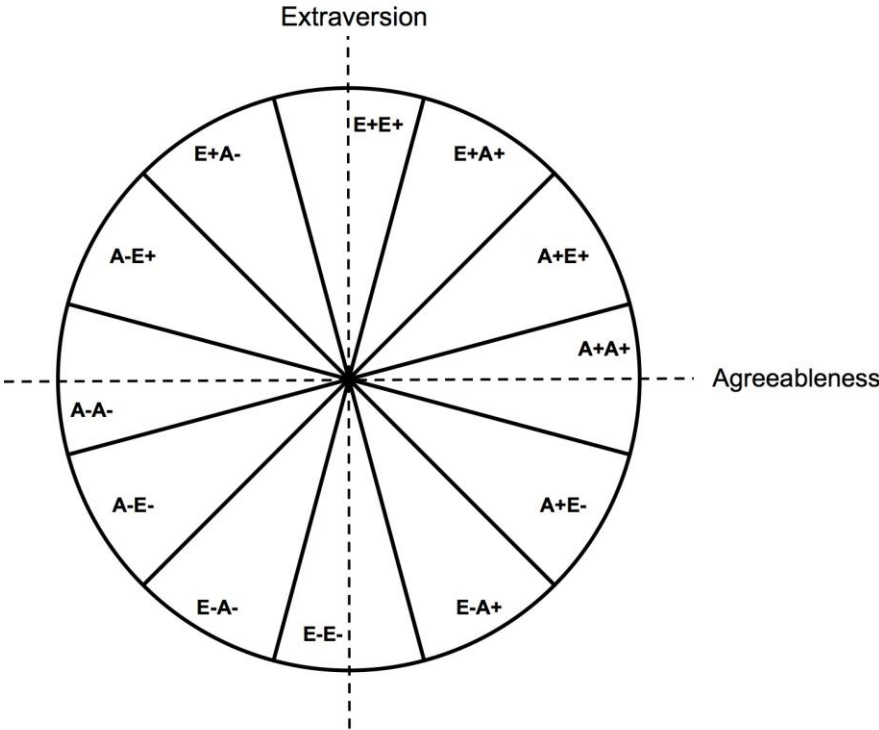 Extraversion
E+E+
E+A-
E+A+
A-E+
A+E+
A+A+
Agreeableness
A-A-
A-E-
A+E-
E-A-
E-A+
E-E-